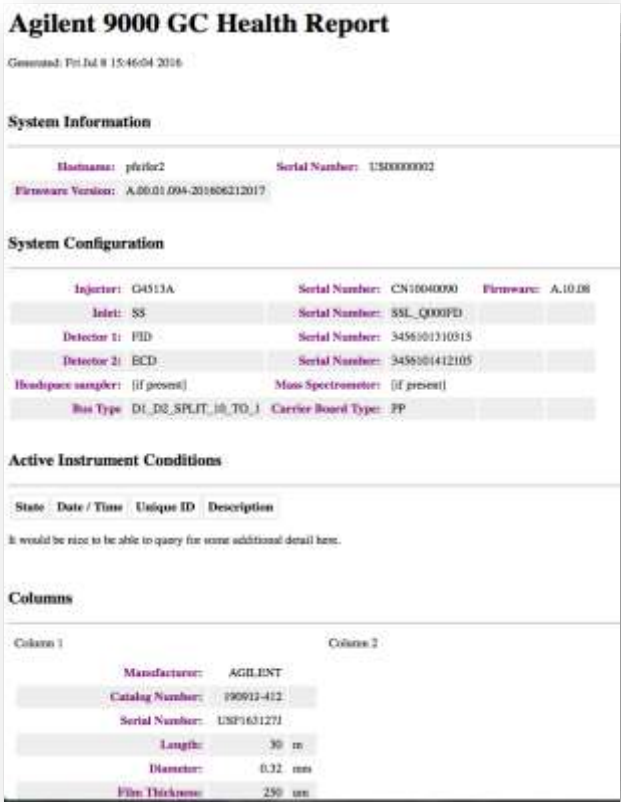 Agilent 9000 GC Health Report
Generated: Fri Jul 8 15:46:04 2016
System Information
Hostname: pfeifer2 Serial Number: US00000002
Firmware Version: A.00.01.094-201606212017
System Configuration
Injector: G4513A Serial Number: CN10040090 Firmware: A.10.08
Inlet: SS Serial Number: SSL_Q000FD
Detector 1: FID Serial Number: 3456101310315
Detector 2: ECD Serial Number: 3456101412105
Headspace sampler: [if present] Mass Spectrometer: [if present]
Bus Type D1_D2_SPLIT_10_TO_1 Carrier Board Type: PP
Active Instrument Conditions
State Date / Time Unique ID Description
It would be nice to be able to query for some additional detail here.
Columns
Column 1 Column 2
Manufacturer: AGILENT
Catalog Number: 19091J-412
Serial Number:
Length: 30 m
Diameter: 0.32 mm
Film Thickness: 250 um